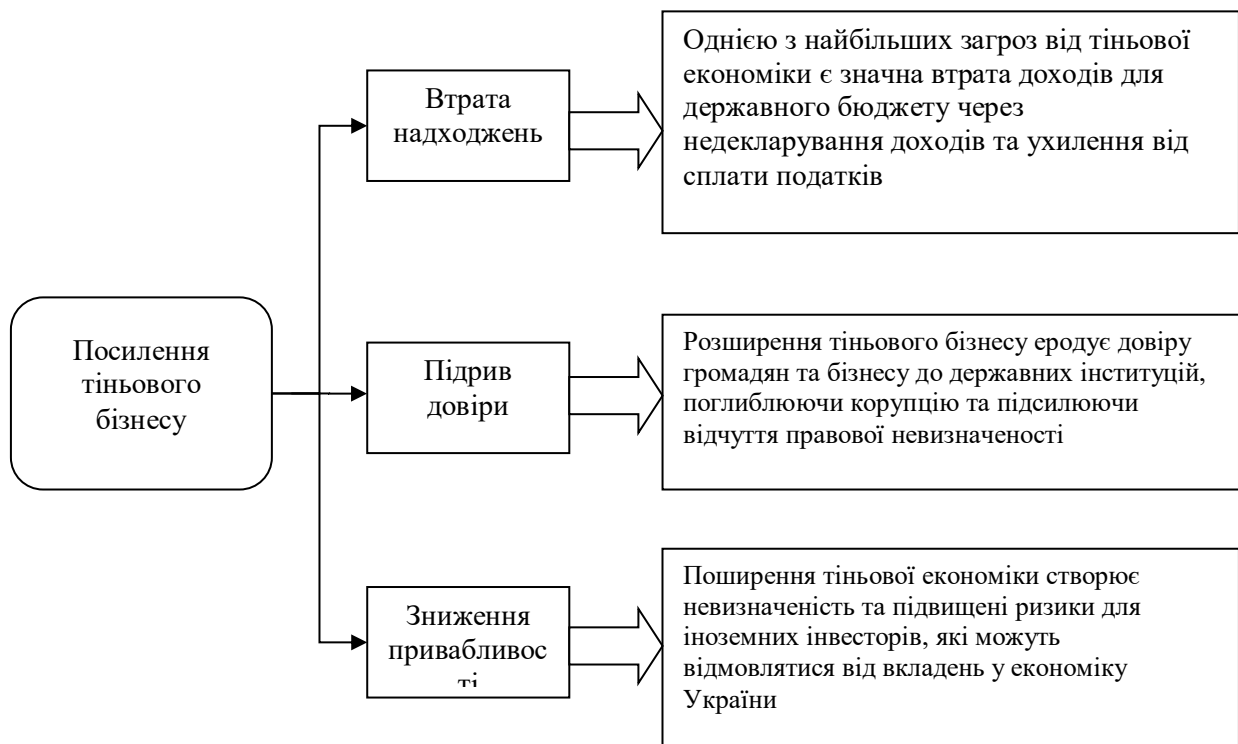 Посилення
тіньового
бізнесу
Втрата
надходжень
Однією з найбільших загроз від тіньової
економіки є значна втрата доходів для
державного бюджету через
недекларування доходів та ухилення від
сплати податків
Підрив
довіри
Розширення тіньового бізнесу еродує довіру
громадян та бізнесу до державних інституцій,
поглиблюючи корупцію та підсилюючи
відчуття правової невизначеності
Зниження
привабливос
ті
Поширення тіньової економіки створює
невизначеність та підвищені ризики для
іноземних інвесторів, які можуть
відмовлятися від вкладень у економіку
України